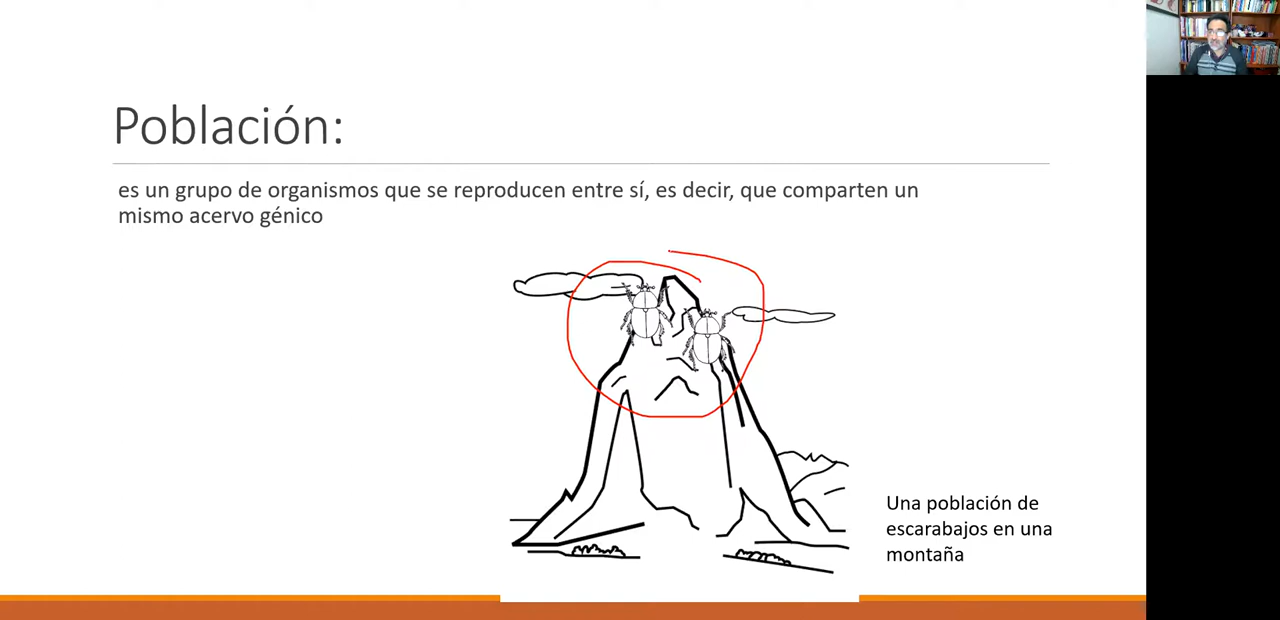 Población:
es un grupo de organismos que se reproducen entre sí, es decir, que comparten un
mismo acervo génico
Una población de
escarabajos en una
montaña